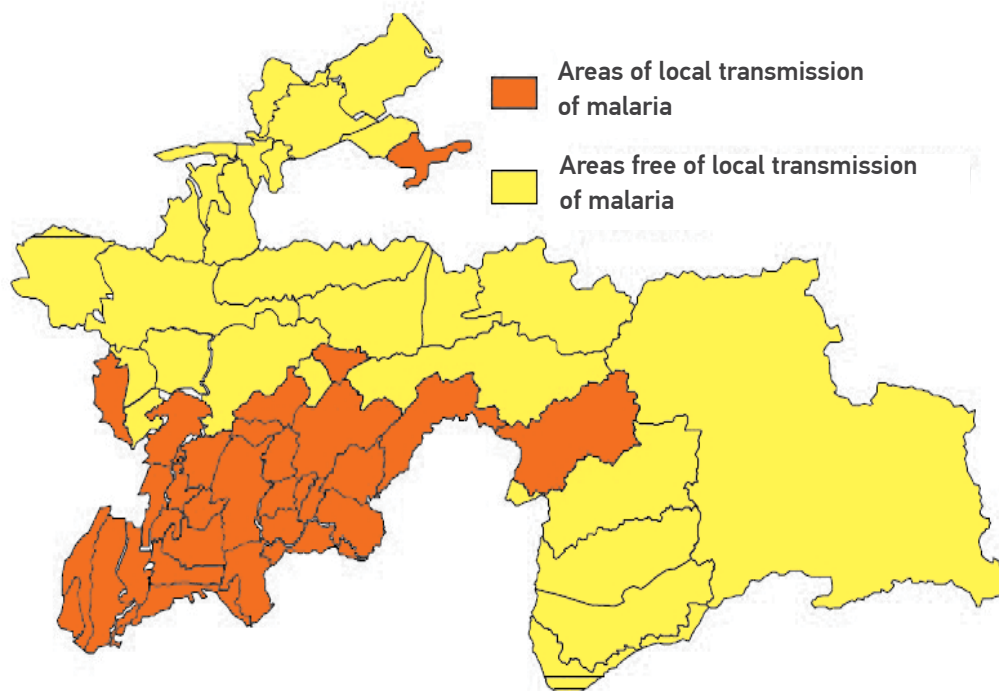 Areas of local transmission
of malaria
Areas free of local transmission
of malaria